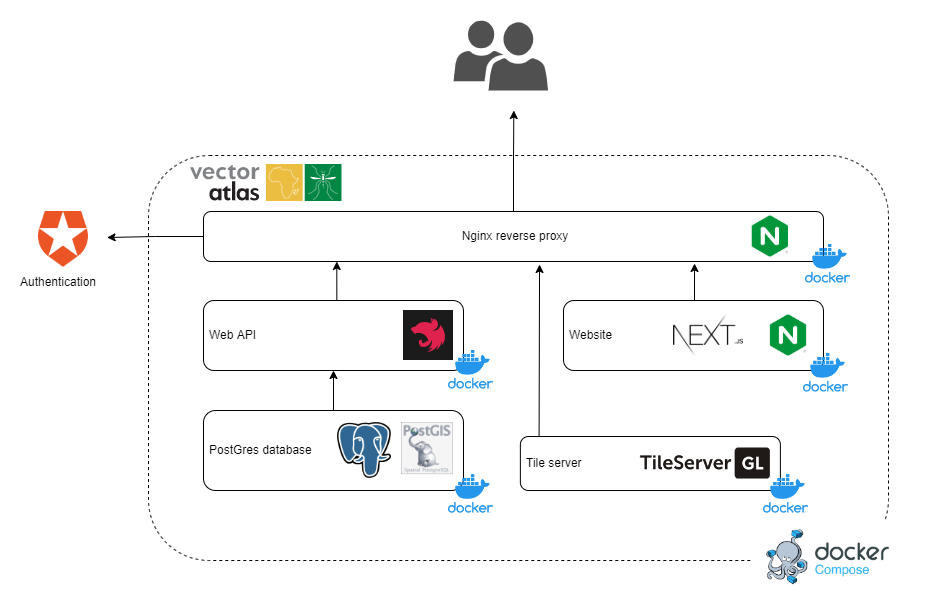 vector
atlas
Nginx reverse proxy
N
docker
Authentication
Web API
docker
Website
NEXT.JS
N
docker
PostGres database
PostGIS
Spatial PostgreSQL
docker
Tile server
TileServer GL
docker
docker
Compose